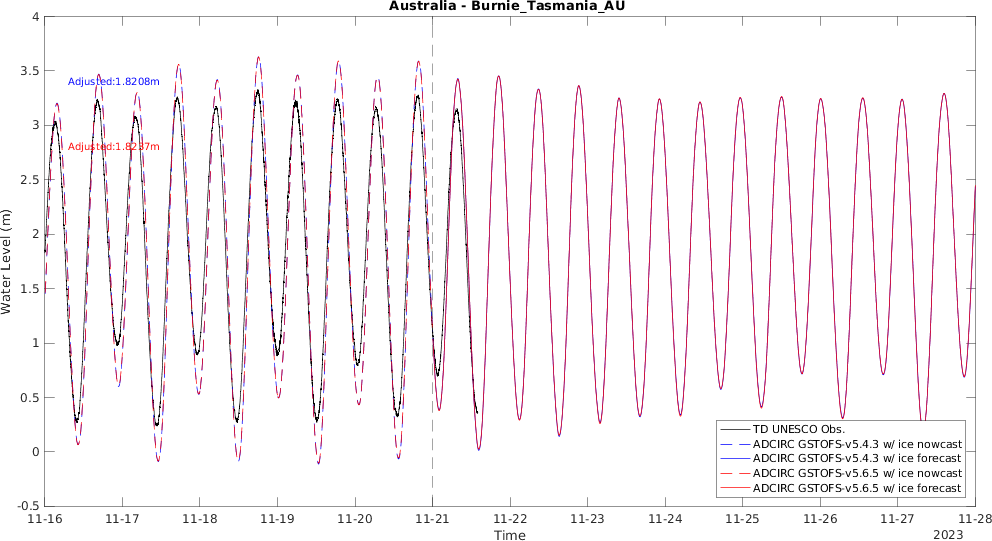 Australia - Burnie_Tasmania_AU
4
3.5
3
2.5
2
1.5
1
0.5
0
-0.5
Water Level (m)
Adjusted:1.8208m
Adjusted:1.8237m
TD UNESCO Obs.
ADCIRC GSTOFS-v5.4.3 w/ ice nowcast
ADCIRC GSTOFS-v5.4.3 w/ ice forecast
ADCIRC GSTOFS-v5.6.5 w/ ice nowcast
ADCIRC GSTOFS-v5.6.5 w/ ice forecast
11-16 11-17 11-18 11-19 11-20 11-21 11-22 11-23 11-24 11-25 11-26 11-27 11-28
Time
2023